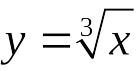 y = ∛x